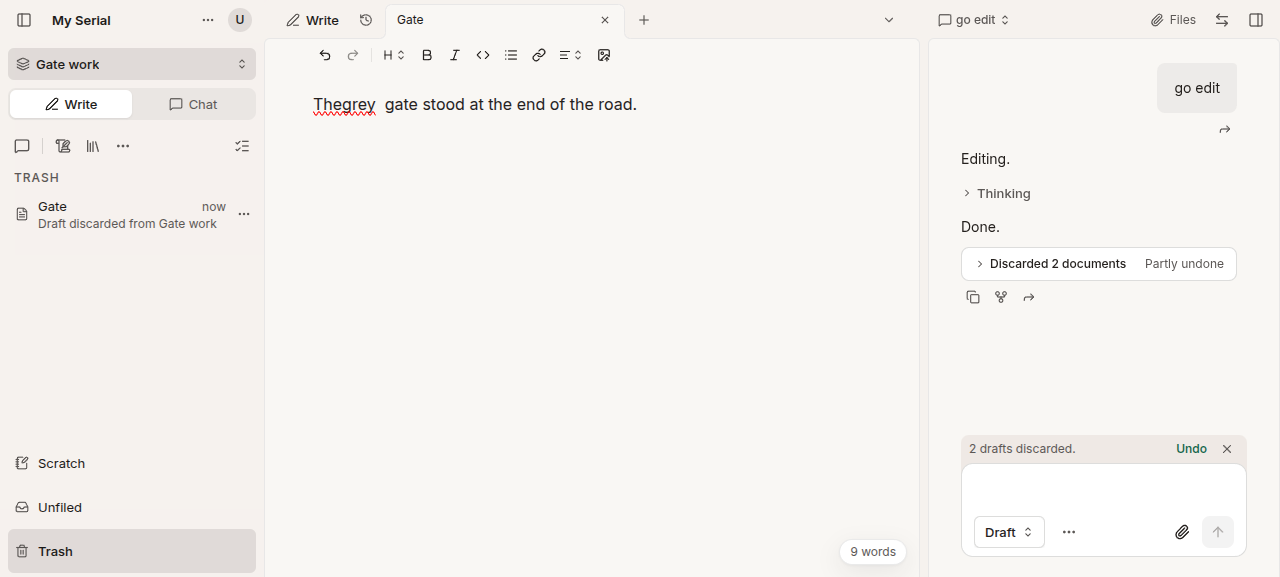 My Serial
U
Write
Gate
go edit
Files
Gate work
Write
Chat
H
B
I
TRASH
Gate
now
Draft discarded from Gate work
Thegrey  gate stood at the end of the road.
go edit
Editing.
Thinking
Done.
Discarded 2 documents
Partly undone
2 drafts discarded.
Undo
Draft
Scratch
Unfiled
Trash
9 words